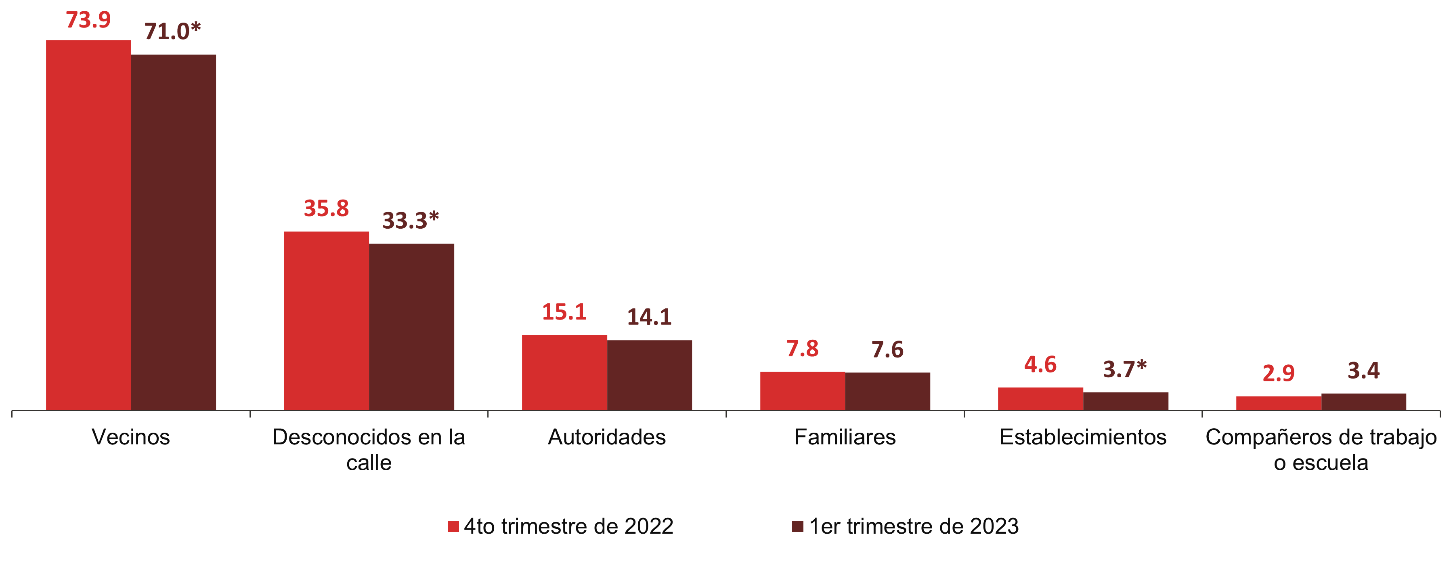 73.9
71.0*
35.8
33.3*
15.1
14.1
7.8
7.6
4.6
3.7*
2.9
3.4
Vecinos
Desconocidos en la
calle
Autoridades
Familiares
Establecimientos
Compañeros de trabajo
o escuela
4to trimestre de 2022
1er trimestre de 2023